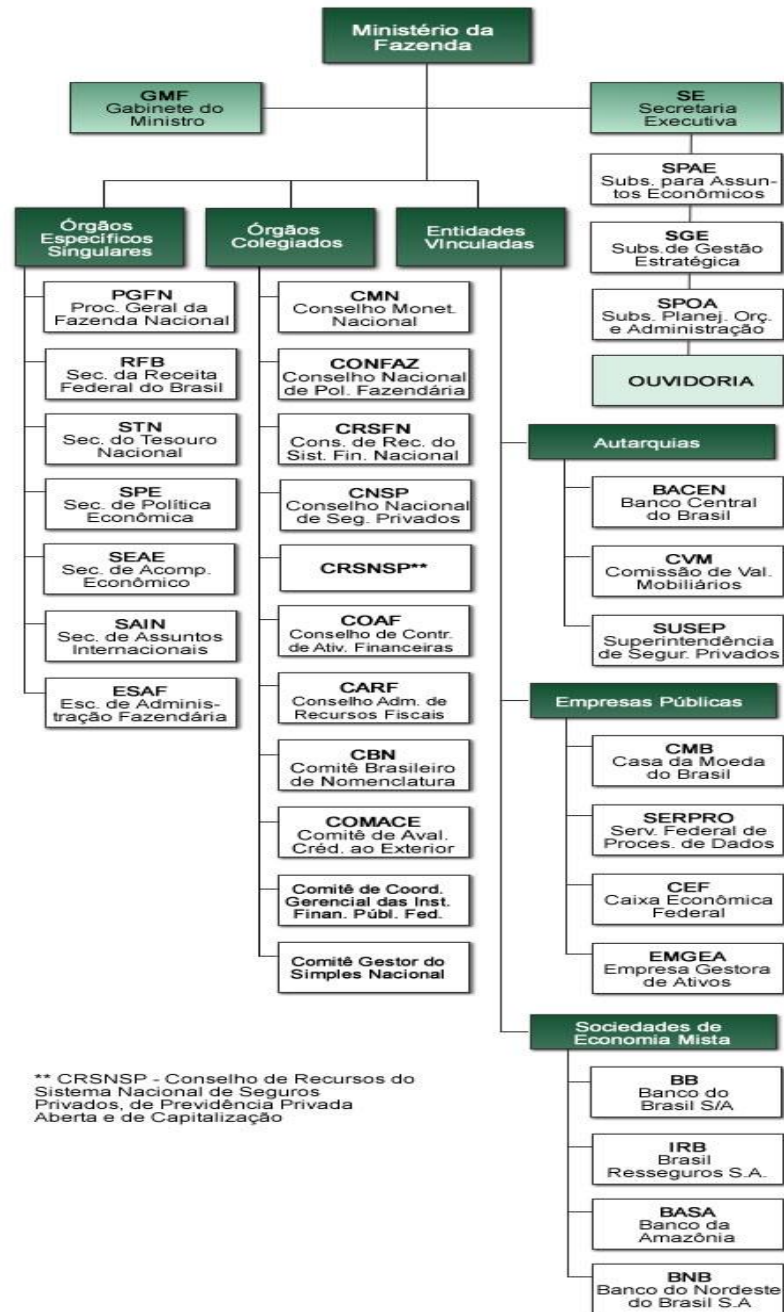 Ministério da
Fazenda
GMF
Gabinete do
Ministro
SE
Secretaria
Executiva
SPAE
Subs. para Assun-
tos Econômicos
SGE
Subs.de Gestão
Estratégica
SPOA
Subs. Planej. Orç.
e Administração
OUVIDORIA
Órgãos
Específicos
Singulares
PGFN
Proc. Geral da
Fazenda Nacional
RFB
Sec. da Receita
Federal do Brasil
STN
Sec. do Tesouro
Nacional
SPE
Sec. de Política
Econômica
SEAE
Sec. de Acomp.
Econômico
SAIN
Sec. de Assuntos
Internacionais
ESAF
Esc. de Adminis-
tração Fazendária
Órgãos
Colegiados
CMN
Conselho Monet.
Nacional
CONFAZ
Conselho Nacional
de Pol. Fazendária
CRSFN
Cons. de Rec. do
Sist. Fin. Nacional
CNSP
Conselho Nacional
de Seg. Privados
CRSNSP**
COAF
Conselho de Contr.
de Ativ. Financeiras
CARF
Conselho Adm. de
Recursos Fiscais
CBN
Comitê Brasileiro
de Nomenclatura
COMACE
Comitê de Aval.
Créd. ao Exterior
Comitê de Coord.
Gerencial das Inst.
Finan. Públ. Fed.
Comitê Gestor do
Simples Nacional
Entidades
VInculadas
Autarquias
BACEN
Banco Central
do Brasil
CVM
Comissão de Val.
Mobiliários
SUSEP
Superintendência
de Segur. Privados
Empresas Públicas
CMB
Casa da Moeda
do Brasil
SERPRO
Serv. Federal de
Proces. de Dados
CEF
Caixa Econômica
Federal
EMGEA
Empresa Gestora
de Ativos
Sociedades de
Economia Mista
BB
Banco do
Brasil S/A
IRB
Brasil
Resseguros S.A.
BASA
Banco da
Amazônia
BNB
Banco do Nordeste
do Brasil S.A
** CRSNSP - Conselho de Recursos do
Sistema Nacional de Seguros
Privados, de Previdência Privada
Aberta e de Capitalização